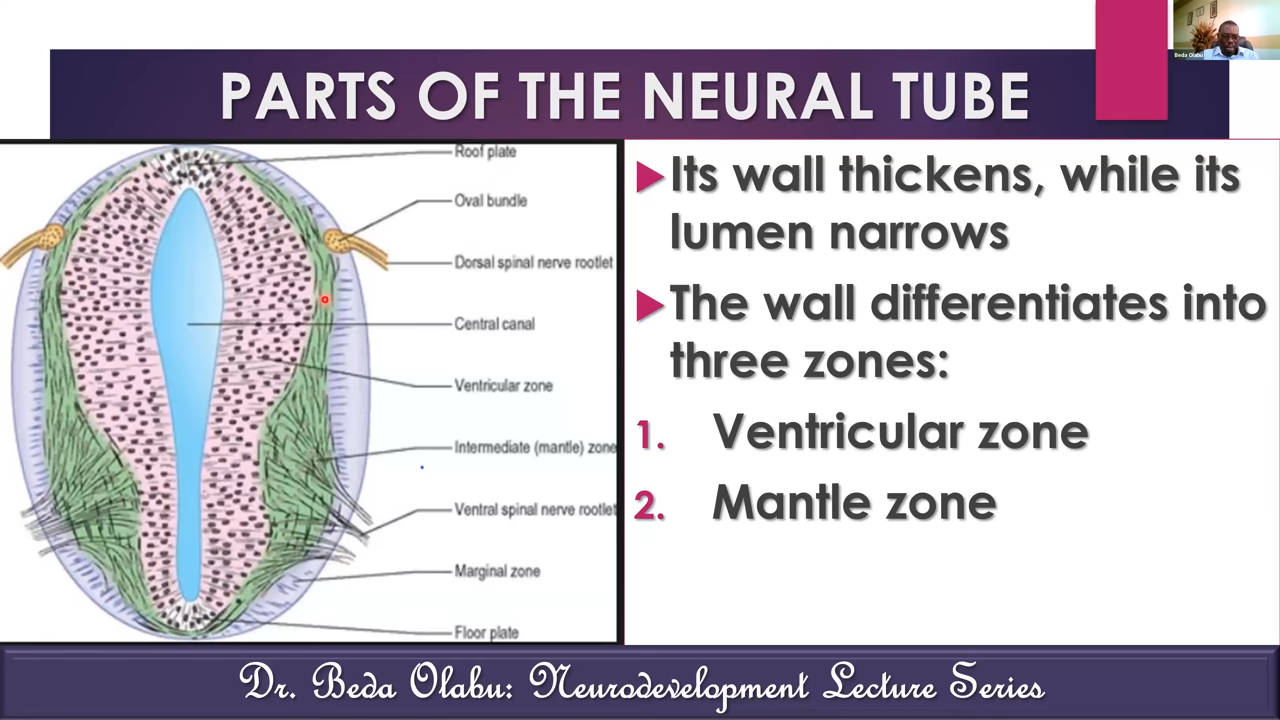 Beda Olabu
PARTS OF THE NEURAL TUBE
Roof plate
Oval bundle
Dorsal spinal nerve rootlet
Central canal
Ventricular zone
Intermediate (mantle) zone
Ventral spinal nerve rootlet
Marginal zone
Floor plate
Its wall thickens, while its
lumen narrows
The wall differentiates into
three zones:
1. Ventricular zone
2. Mantle zone
Dr. Beda Olabu: Neurodevelopment Lecture Series